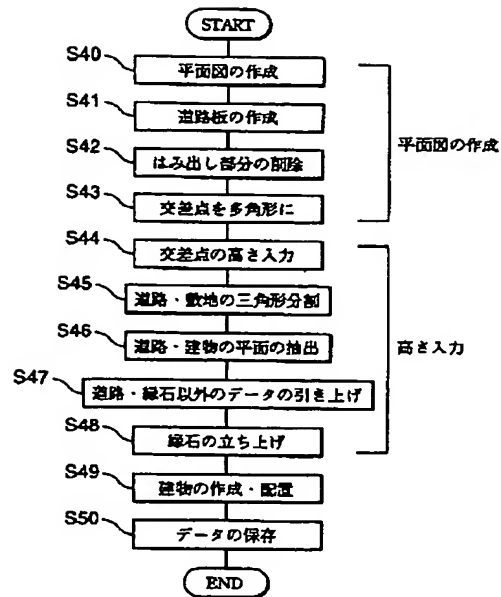 START
S40
平面図の作成
S41
道路板の作成
S42
はみ出し部分の削除
S43
交差点を多角形に
平面図の作成
S44
交差点の高さ入力
S45
道路・敷地の三角形分割
S46
道路・建物の平面の抽出
S47
道路・縁石以外のデータの引き上げ
S48
縁石の立ち上げ
高さ入力
S49
建物の作成・配置
S50
データの保存
END